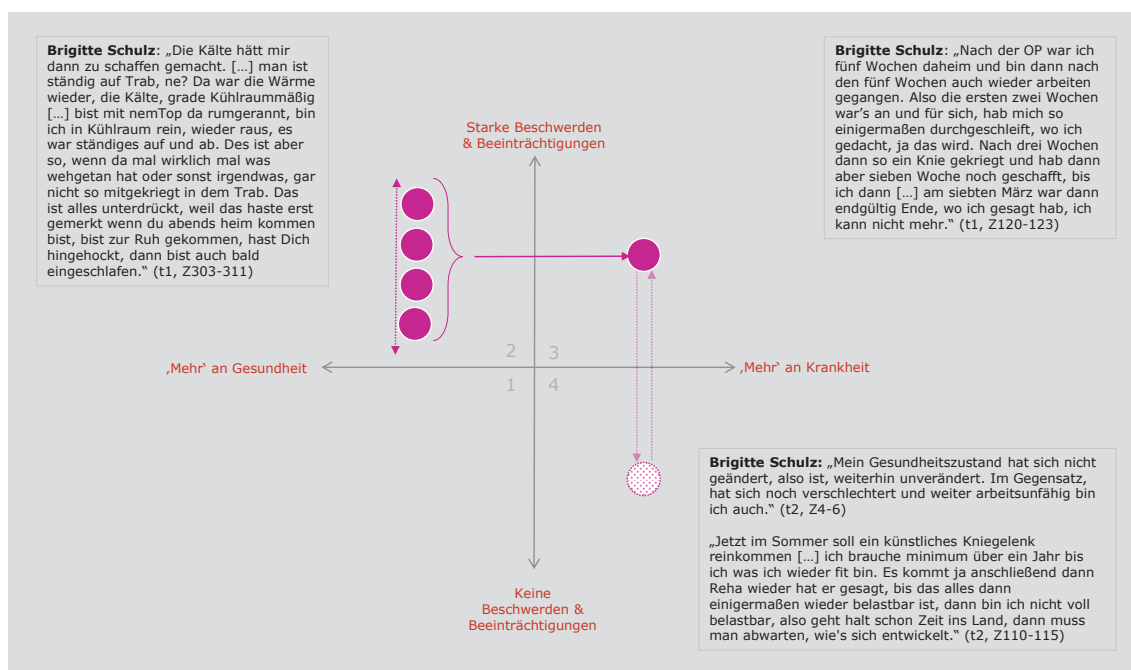 Brigitte Schulz: „Die Kälte hätt mir
dann zu schaffen gemacht. […] man ist
ständig auf Trab, ne? Da war die Wärme
wieder, die Kälte, grade Kühlraummäßig
[…] bist mit nemTop da rumgerannt, bin
ich in Kühlraum rein, wieder raus, es
war ständiges auf und ab. Des ist aber
so, wenn da mal wirklich mal was
wehgetan hat oder sonst irgendwas, gar
nicht so mitgekriegt in dem Trab. Das
ist alles unterdrückt, weil das haste erst
gemerkt wenn du abends heim kommen
bist, bist zur Ruh gekommen, hast Dich
hingehockt, dann bist auch bald
eingeschlafen.“ (t1, Z303-311)
Brigitte Schulz: „Nach der OP war ich
fünf Wochen daheim und bin dann nach
den fünf Wochen auch wieder arbeiten
gegangen. Also die ersten zwei Wochen
war’s an und für sich, hab mich so
einigermaßen durchgeschleift, wo ich
gedacht, ja das wird. Nach drei Wochen
dann so ein Knie gekriegt und hab dann
aber sieben Woche noch geschafft, bis
ich dann […] am siebten März war dann
endgültig Ende, wo ich gesagt hab, ich
kann nicht mehr.“ (t1, Z120-123)
Starke Beschwerden
& Beeinträchtigungen
2 3
‚Mehr‘ an Gesundheit
‚Mehr‘ an Krankheit
1 4
Brigitte Schulz: „Mein Gesundheitszustand hat sich nicht
geändert, also ist, weiterhin unverändert. Im Gegensatz,
hat sich noch verschlechtert und weiter arbeitsunfähig bin
ich auch.“ (t2, Z4-6)
„Jetzt im Sommer soll ein künstliches Kniegelenk
reinkommen […] ich brauche minimum über ein Jahr bis
ich was ich wieder fit bin. Es kommt ja anschließend dann
Reha wieder hat er gesagt, bis das alles dann
einigermaßen wieder belastbar ist, dann bin ich nicht voll
belastbar, also geht halt schon Zeit ins Land, dann muss
man abwarten, wie's sich entwickelt.“ (t2, Z110-115)
Keine
Beschwerden &
Beeinträchtigungen